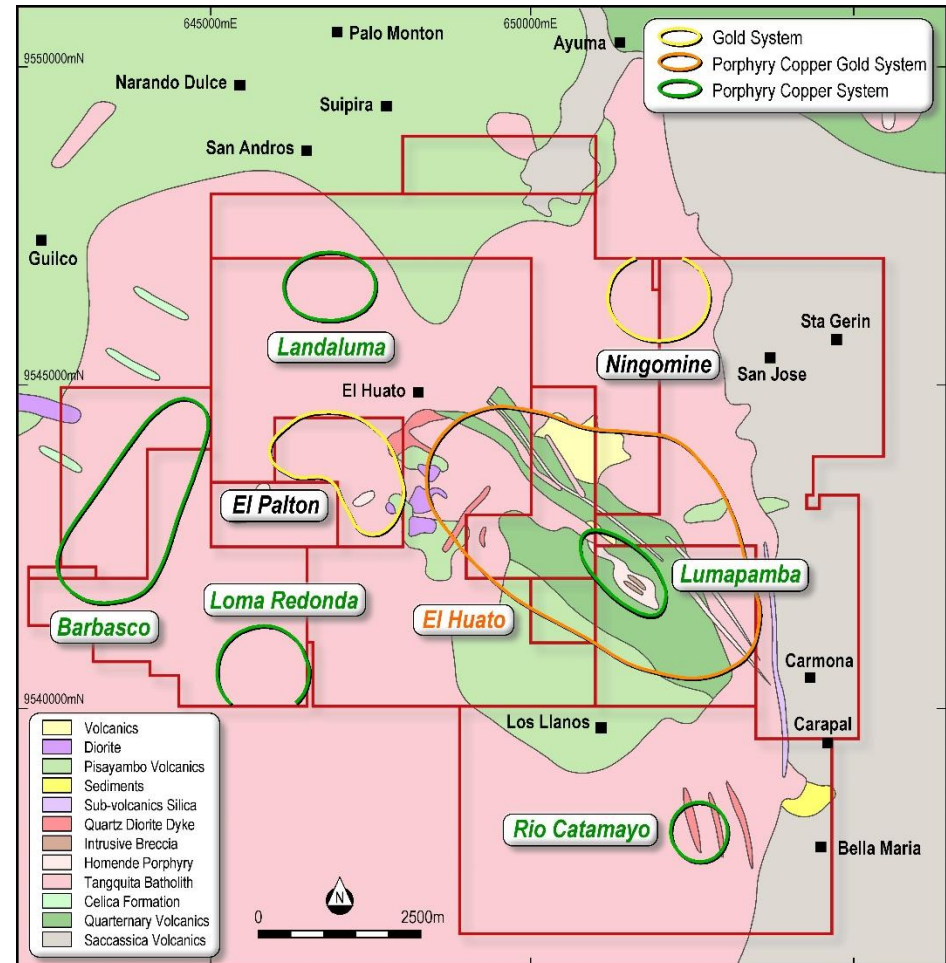 645000mE
650000mE
9550000mN
Palo Monton
Ayuma
Gold System
Porphyry Copper Gold System
Porphyry Copper System
Narando Dulce
Suipira
San Andros
Guilco
Landaluma
Ningomine
Sta Gerin
San Jose
9545000mN
El Huato
El Palton
Barbasco
Loma Redonda
El Huato
Lumapamba
Carmona
9540000mN
Los Llanos
Carapal
Rio Catamayo
Bella Maria
Volcanics
Diorite
Pisayambo Volcanics
Sediments
Sub-volcanics Silica
Quartz Diorite Dyke
Intrusive Breccia
Homende Porphyry
Tangquita Batholith
Celica Formation
Quarternary Volcanics
Saccassica Volcanics
N
0 2500m